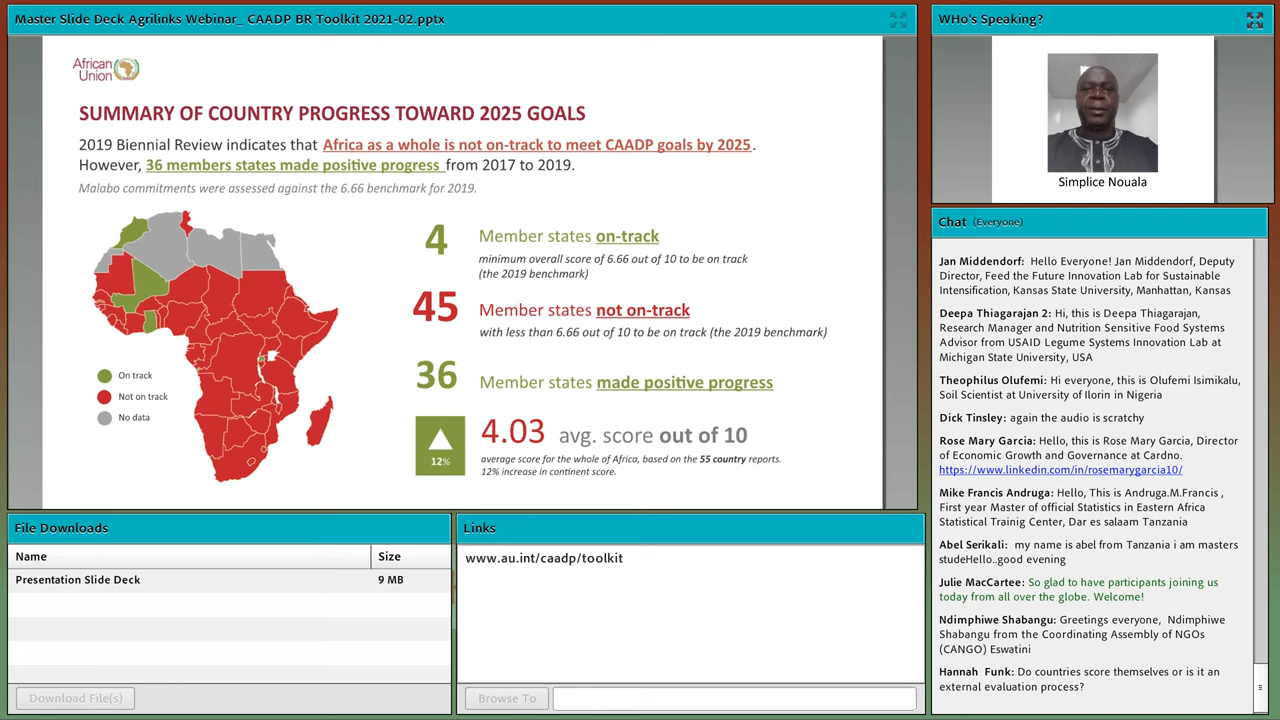 Master Slide Deck Agrilinks Webinar_ CAADP BR Toolkit 2021-02.pptx
African
Union
SUMMARY OF COUNTRY PROGRESS TOWARD 2025 GOALS
2019 Biennial Review indicates that Africa as a whole is not on-track to meet CAADP goals by 2025.
However, 36 members states made positive progress from 2017 to 2019.
Malabo commitments were assessed against the 6.66 benchmark for 2019.
On track
Not on track
No data
4 Member states on-track
minimum overall score of 6.66 out of 10 to be on track
(the 2019 benchmark)
45 Member states not on-track
with less than 6.66 out of 10 to be on track (the 2019 benchmark)
36 Member states made positive progress
12%
4.03 avg. score out of 10
average score for the whole of Africa, based on the 55 country reports.
12% increase in continent score.
WHo's Speaking?
Simplice Nouala
Chat (Everyone)
Jan Middendorf: Hello Everyone! Jan Middendorf, Deputy
Director, Feed the Future Innovation Lab for Sustainable
Intensification, Kansas State University, Manhattan, Kansas
Deepa Thiagarajan 2: Hi, this is Deepa Thiagarajan,
Research Manager and Nutrition Sensitive Food Systems
Advisor from USAID Legume Systems Innovation Lab at
Michigan State University, USA
Theophilus Olufemi: Hi everyone, this is Olufemi Isimikalu,
Soil Scientist at University of Ilorin in Nigeria
Dick Tinsley: again the audio is scratchy
Rose Mary Garcia: Hello, this is Rose Mary Garcia, Director
of Economic Growth and Governance at Cardno.
https://www.linkedin.com/in/rosemarygarcia10/
Mike Francis Andruga: Hello, This is Andruga.M.Francis ,
First year Master of official Statistics in Eastern Africa
Statistical Trainig Center, Dar es salaam Tanzania
Abel Serikali: my name is abel from Tanzania i am masters
studeHello..good evening
Julie MacCartee: So glad to have participants joining us
today from all over the globe. Welcome!
Ndimphiwe Shabangu: Greetings everyone, Ndimphiwe
Shabangu from the Coordinating Assembly of NGOs
(CANGO) Eswatini
Hannah Funk: Do countries score themselves or is it an
external evaluation process?
File Downloads
Name Size
Presentation Slide Deck 9 MB
Download File(s)
Links
www.au.int/caadp/toolkit
Browse To